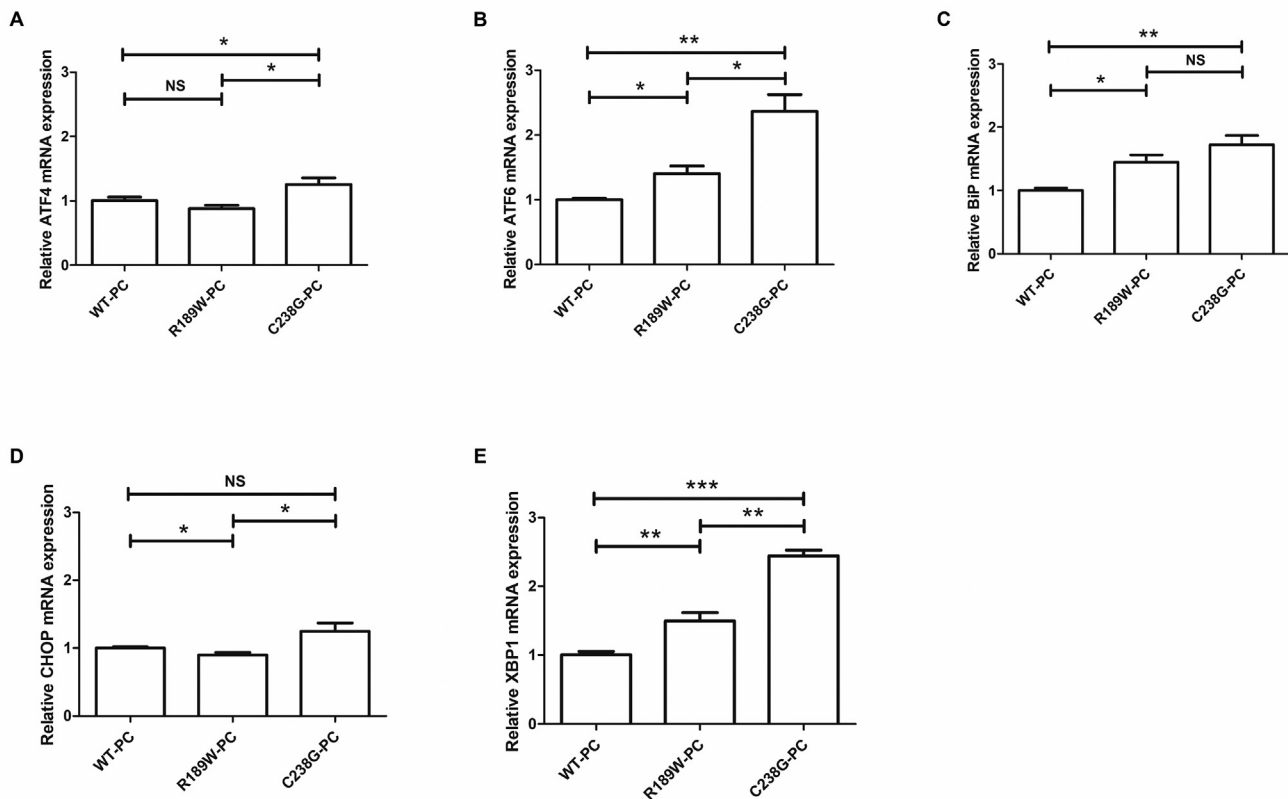 A
Relative ATF4 mRNA expression
3
2
1
0
*
NS
*
WT-PC
R189W-PC
C238G-PC
B
Relative ATF6 mRNA expression
3
2
1
0
**
*
*
WT-PC
R189W-PC
C238G-PC
C
Relative BiP mRNA expression
3
2
1
0
**
*
NS
WT-PC
R189W-PC
C238G-PC
D
Relative CHOP mRNA expression
3
2
1
0
NS
*
*
WT-PC
R189W-PC
C238G-PC
E
Relative XBP1 mRNA expression
3
2
1
0
***
**
**
WT-PC
R189W-PC
C238G-PC